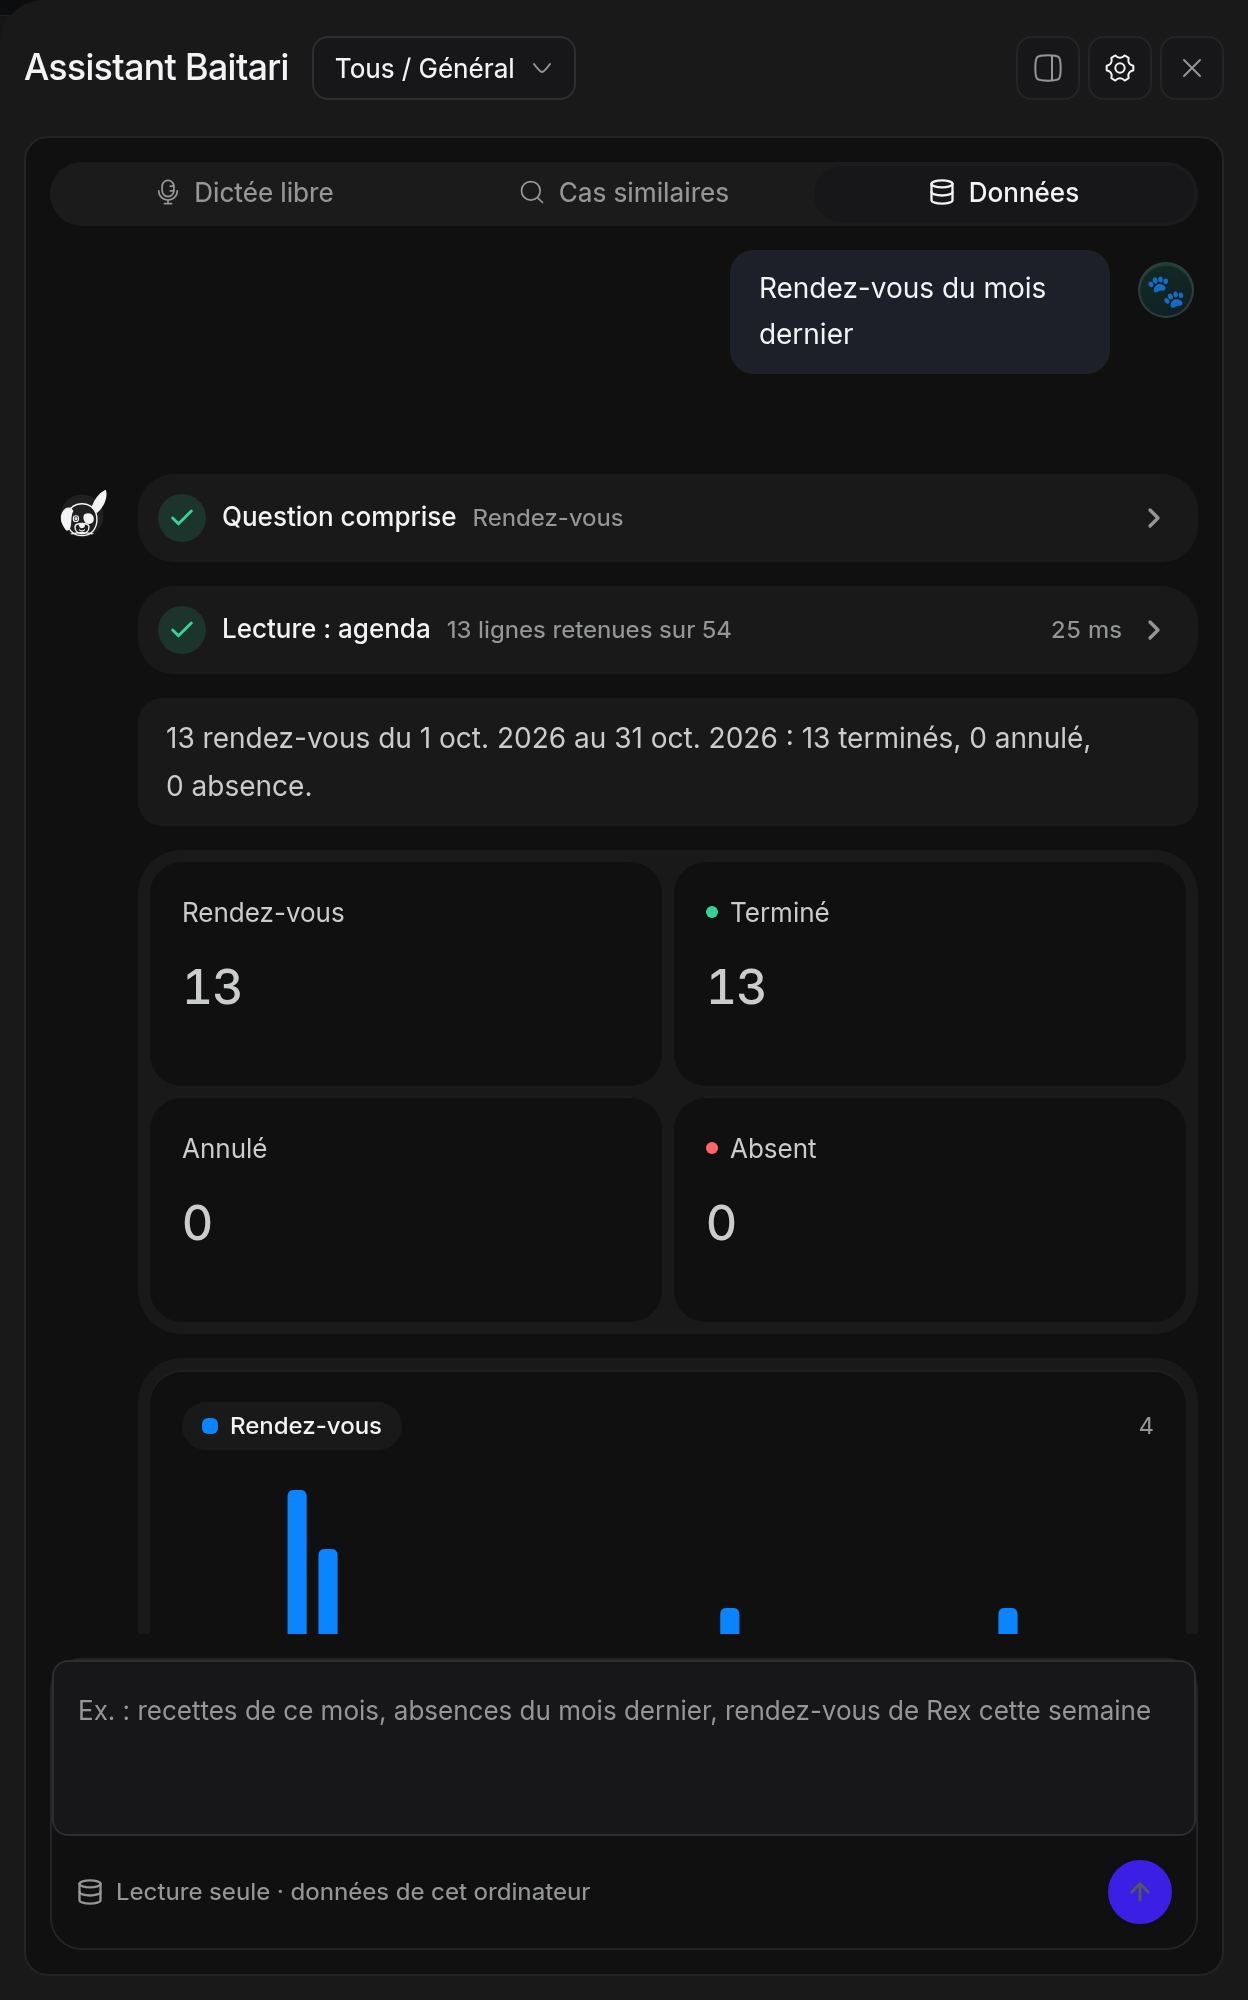 Assistant Baitari
Tous / Général
Dictée libre
Cas similaires
Données
Rendez-vous du mois
dernier
Question comprise Rendez-vous
Lecture : agenda 13 lignes retenues sur 54 25 ms
13 rendez-vous du 1 oct. 2026 au 31 oct. 2026 : 13 terminés, 0 annulé,
0 absence.
Rendez-vous
13
Terminé
13
Annulé
0
Absent
0
Rendez-vous
4
Ex. : recettes de ce mois, absences du mois dernier, rendez-vous de Rex cette semaine
Lecture seule · données de cet ordinateur